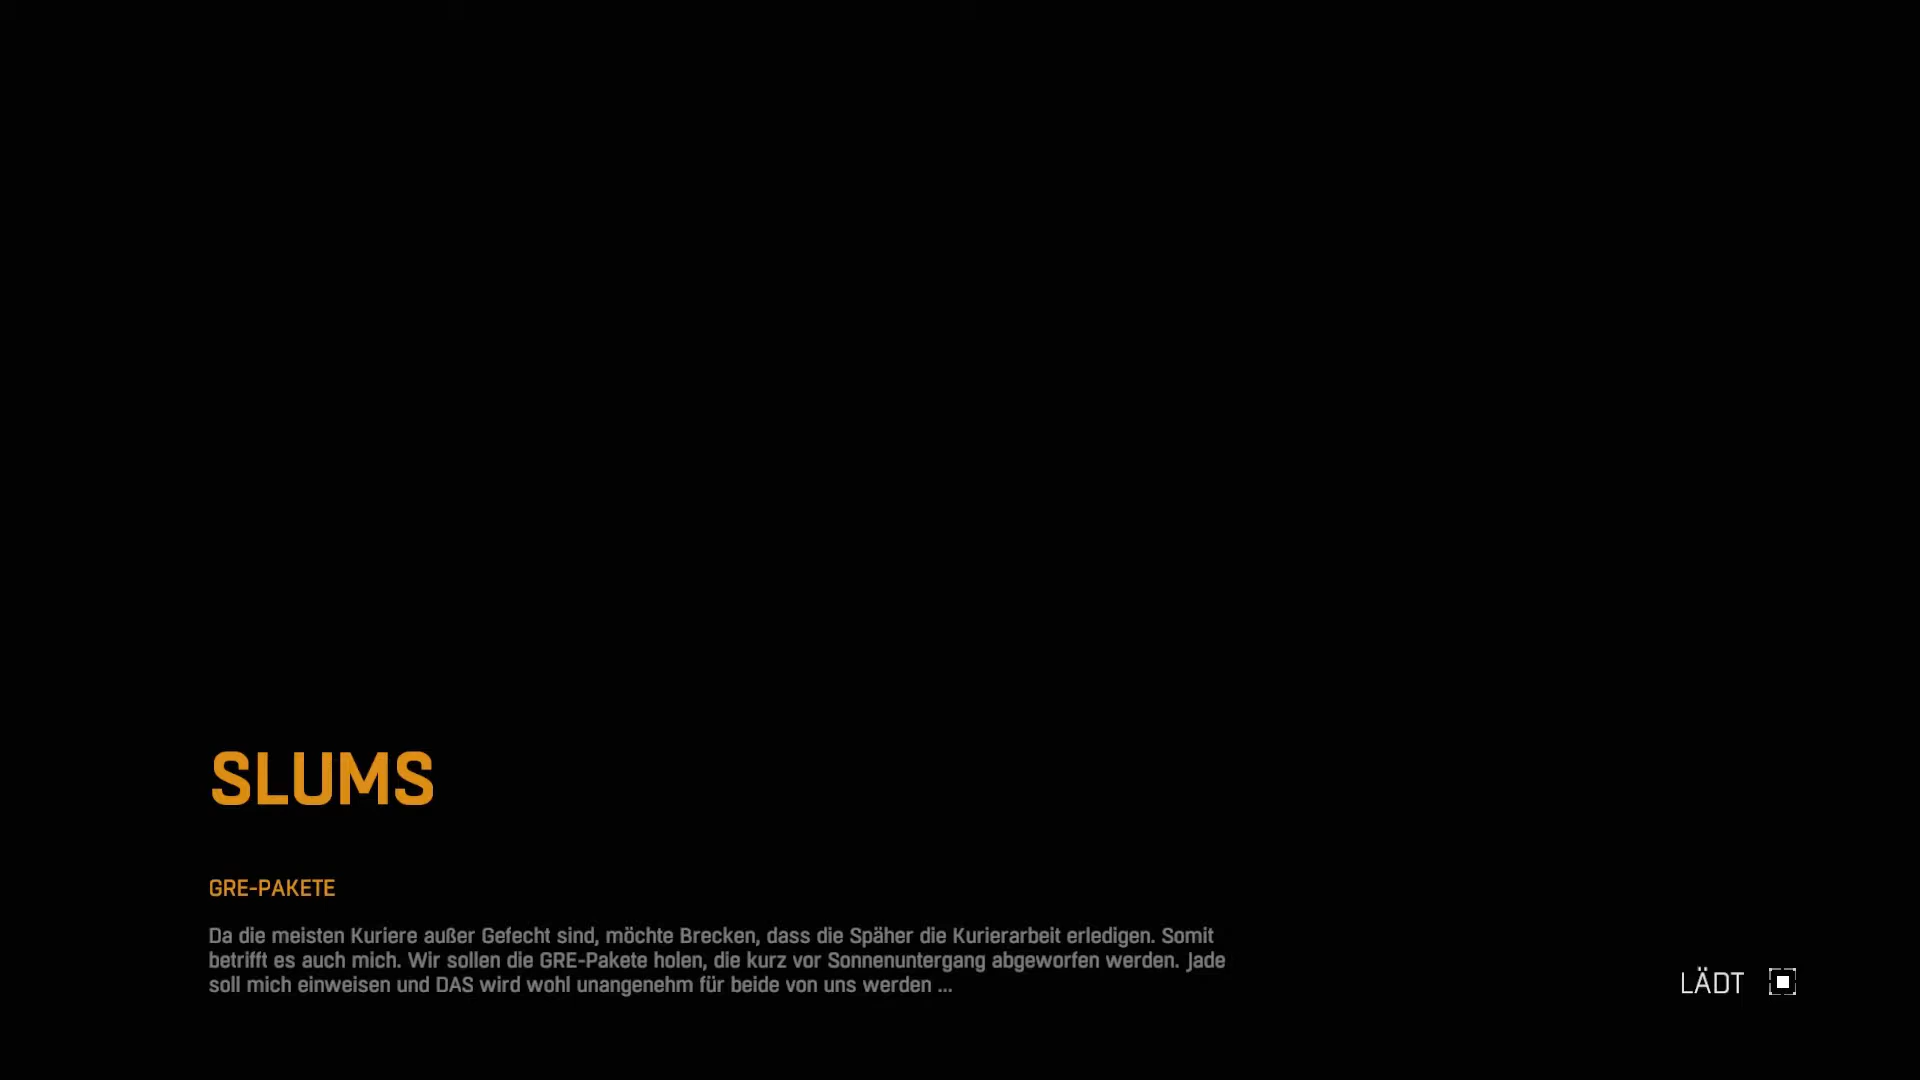 SLUMS
GRE-PAKETE
Da die meisten Kuriere außer Gefecht sind, möchte Brecken, dass die Späher die Kurierarbeit erledigen. Somit
betrifft es auch mich. Wir sollen die GRE-Pakete holen, die kurz vor Sonnenuntergang abgeworfen werden. Jade
soll mich einweisen und DAS wird wohl unangenehm für beide von uns werden ...
LÄDT